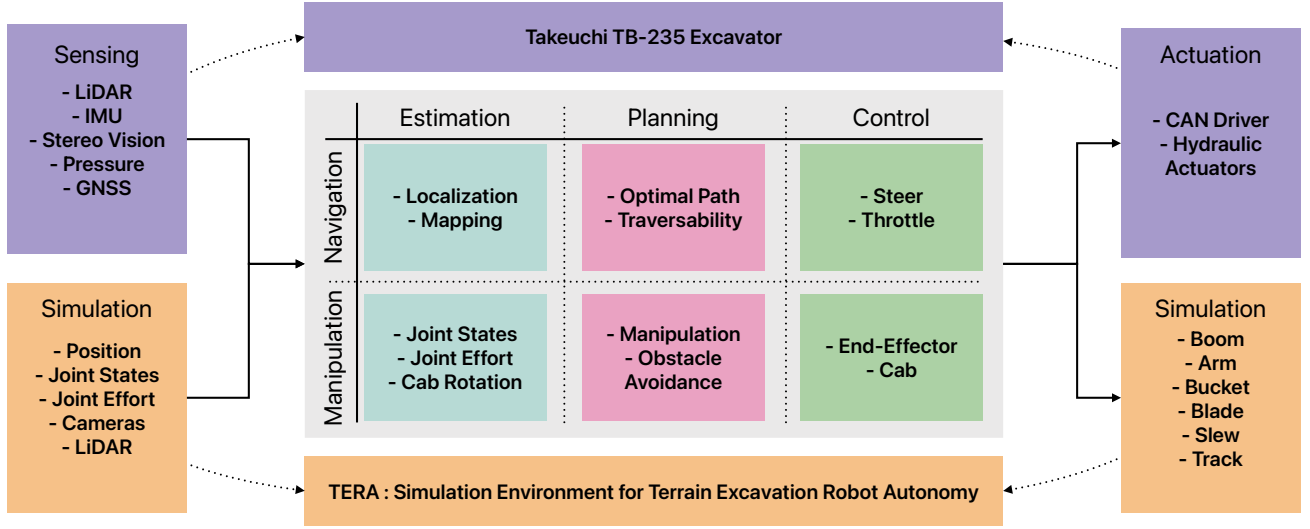 Sensing
- LiDAR
- IMU
- Stereo Vision
- Pressure
- GNSS
Simulation
- Position
- Joint States
- Joint Effort
- Cameras
- LiDAR
Takeuchi TB-235 Excavator
Estimation
Planning
Control
Navigation
- Localization
- Mapping
- Optimal Path
- Traversability
- Steer
- Throttle
Manipulation
- Joint States
- Joint Effort
- Cab Rotation
- Manipulation
- Obstacle
Avoidance
- End-Effector
- Cab
TERA : Simulation Environment for Terrain Excavation Robot Autonomy
Actuation
- CAN Driver
- Hydraulic
Actuators
Simulation
- Boom
- Arm
- Bucket
- Blade
- Slew
- Track